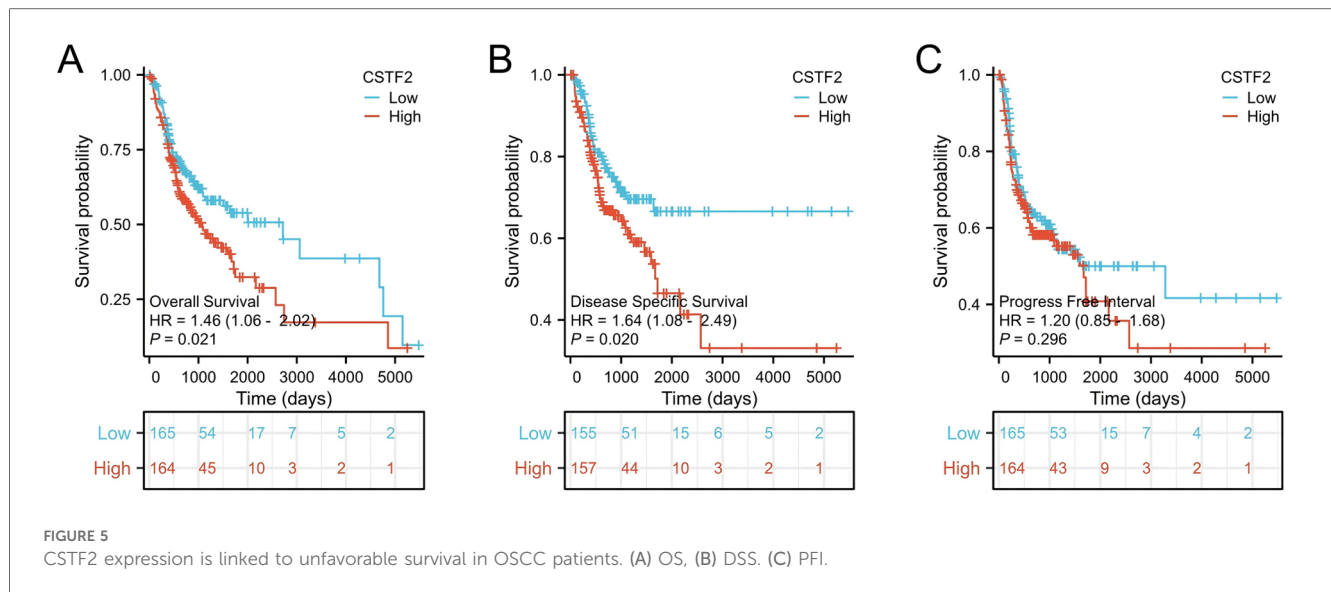 A
1.00
0.75
0.50
0.25
Survival probability
CSTF2
Low
High
Overall Survival
HR = 1.46 (1.06 - 2.02)
P = 0.021
0 1000 2000 3000 4000 5000
Time (days)
Low 165 54 17 7 5 2
High 164 45 10 3 2 1
B
1.0
0.8
0.6
0.4
Survival probability
CSTF2
Low
High
Disease Specific Survival
HR = 1.64 (1.08 - 2.49)
P = 0.020
0 1000 2000 3000 4000 5000
Time (days)
Low 155 51 15 6 5 2
High 157 44 10 3 2 1
C
1.0
0.8
0.6
0.4
Survival probability
CSTF2
Low
High
Progress Free Interval
HR = 1.20 (0.85 - 1.68)
P = 0.296
0 1000 2000 3000 4000 5000
Time (days)
Low 165 53 15 7 4 2
High 164 43 9 3 2 1
FIGURE 5
CSTF2 expression is linked to unfavorable survival in OSCC patients. (A) OS, (B) DSS. (C) PFI.